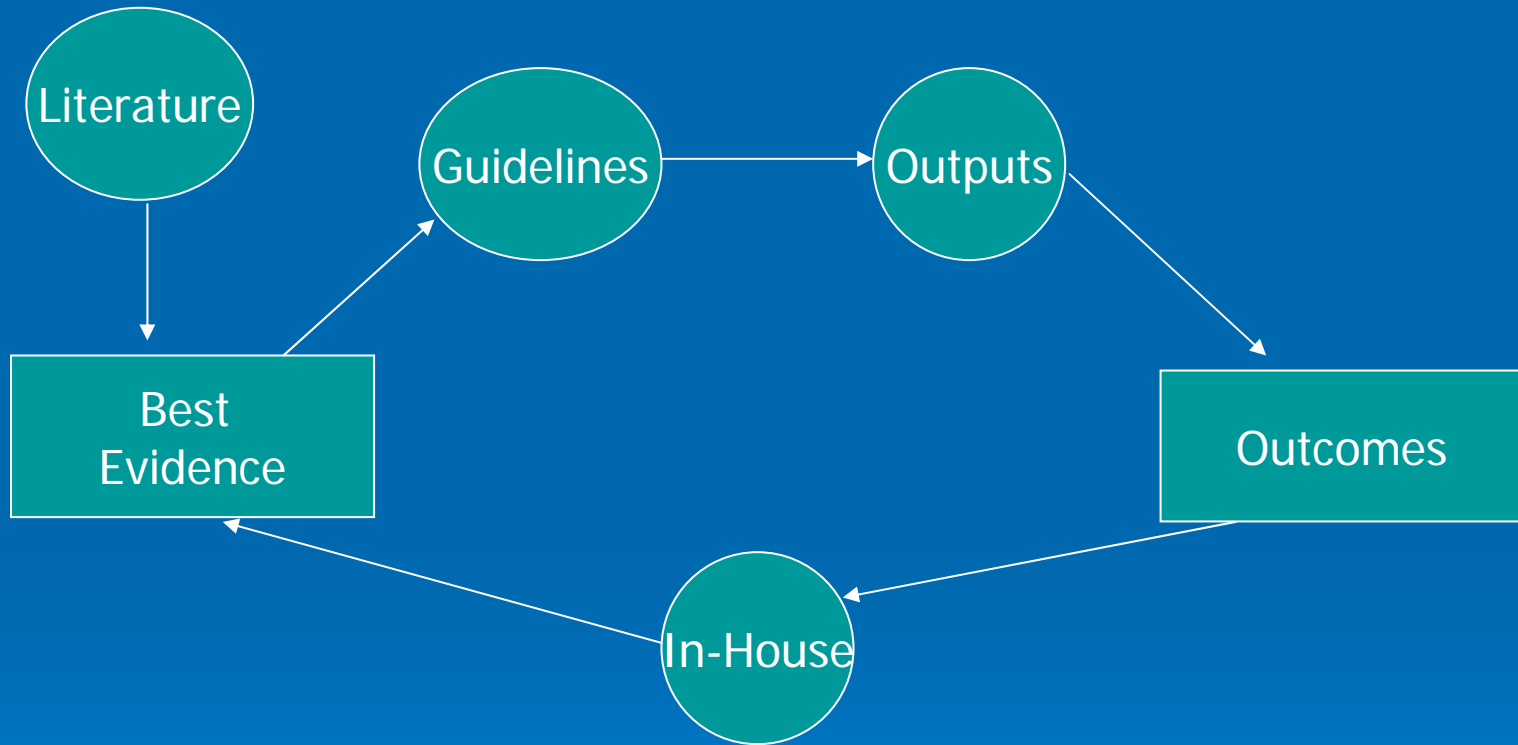 Literature
Guidelines
Outputs
Best
Evidence
Outcomes
In-House